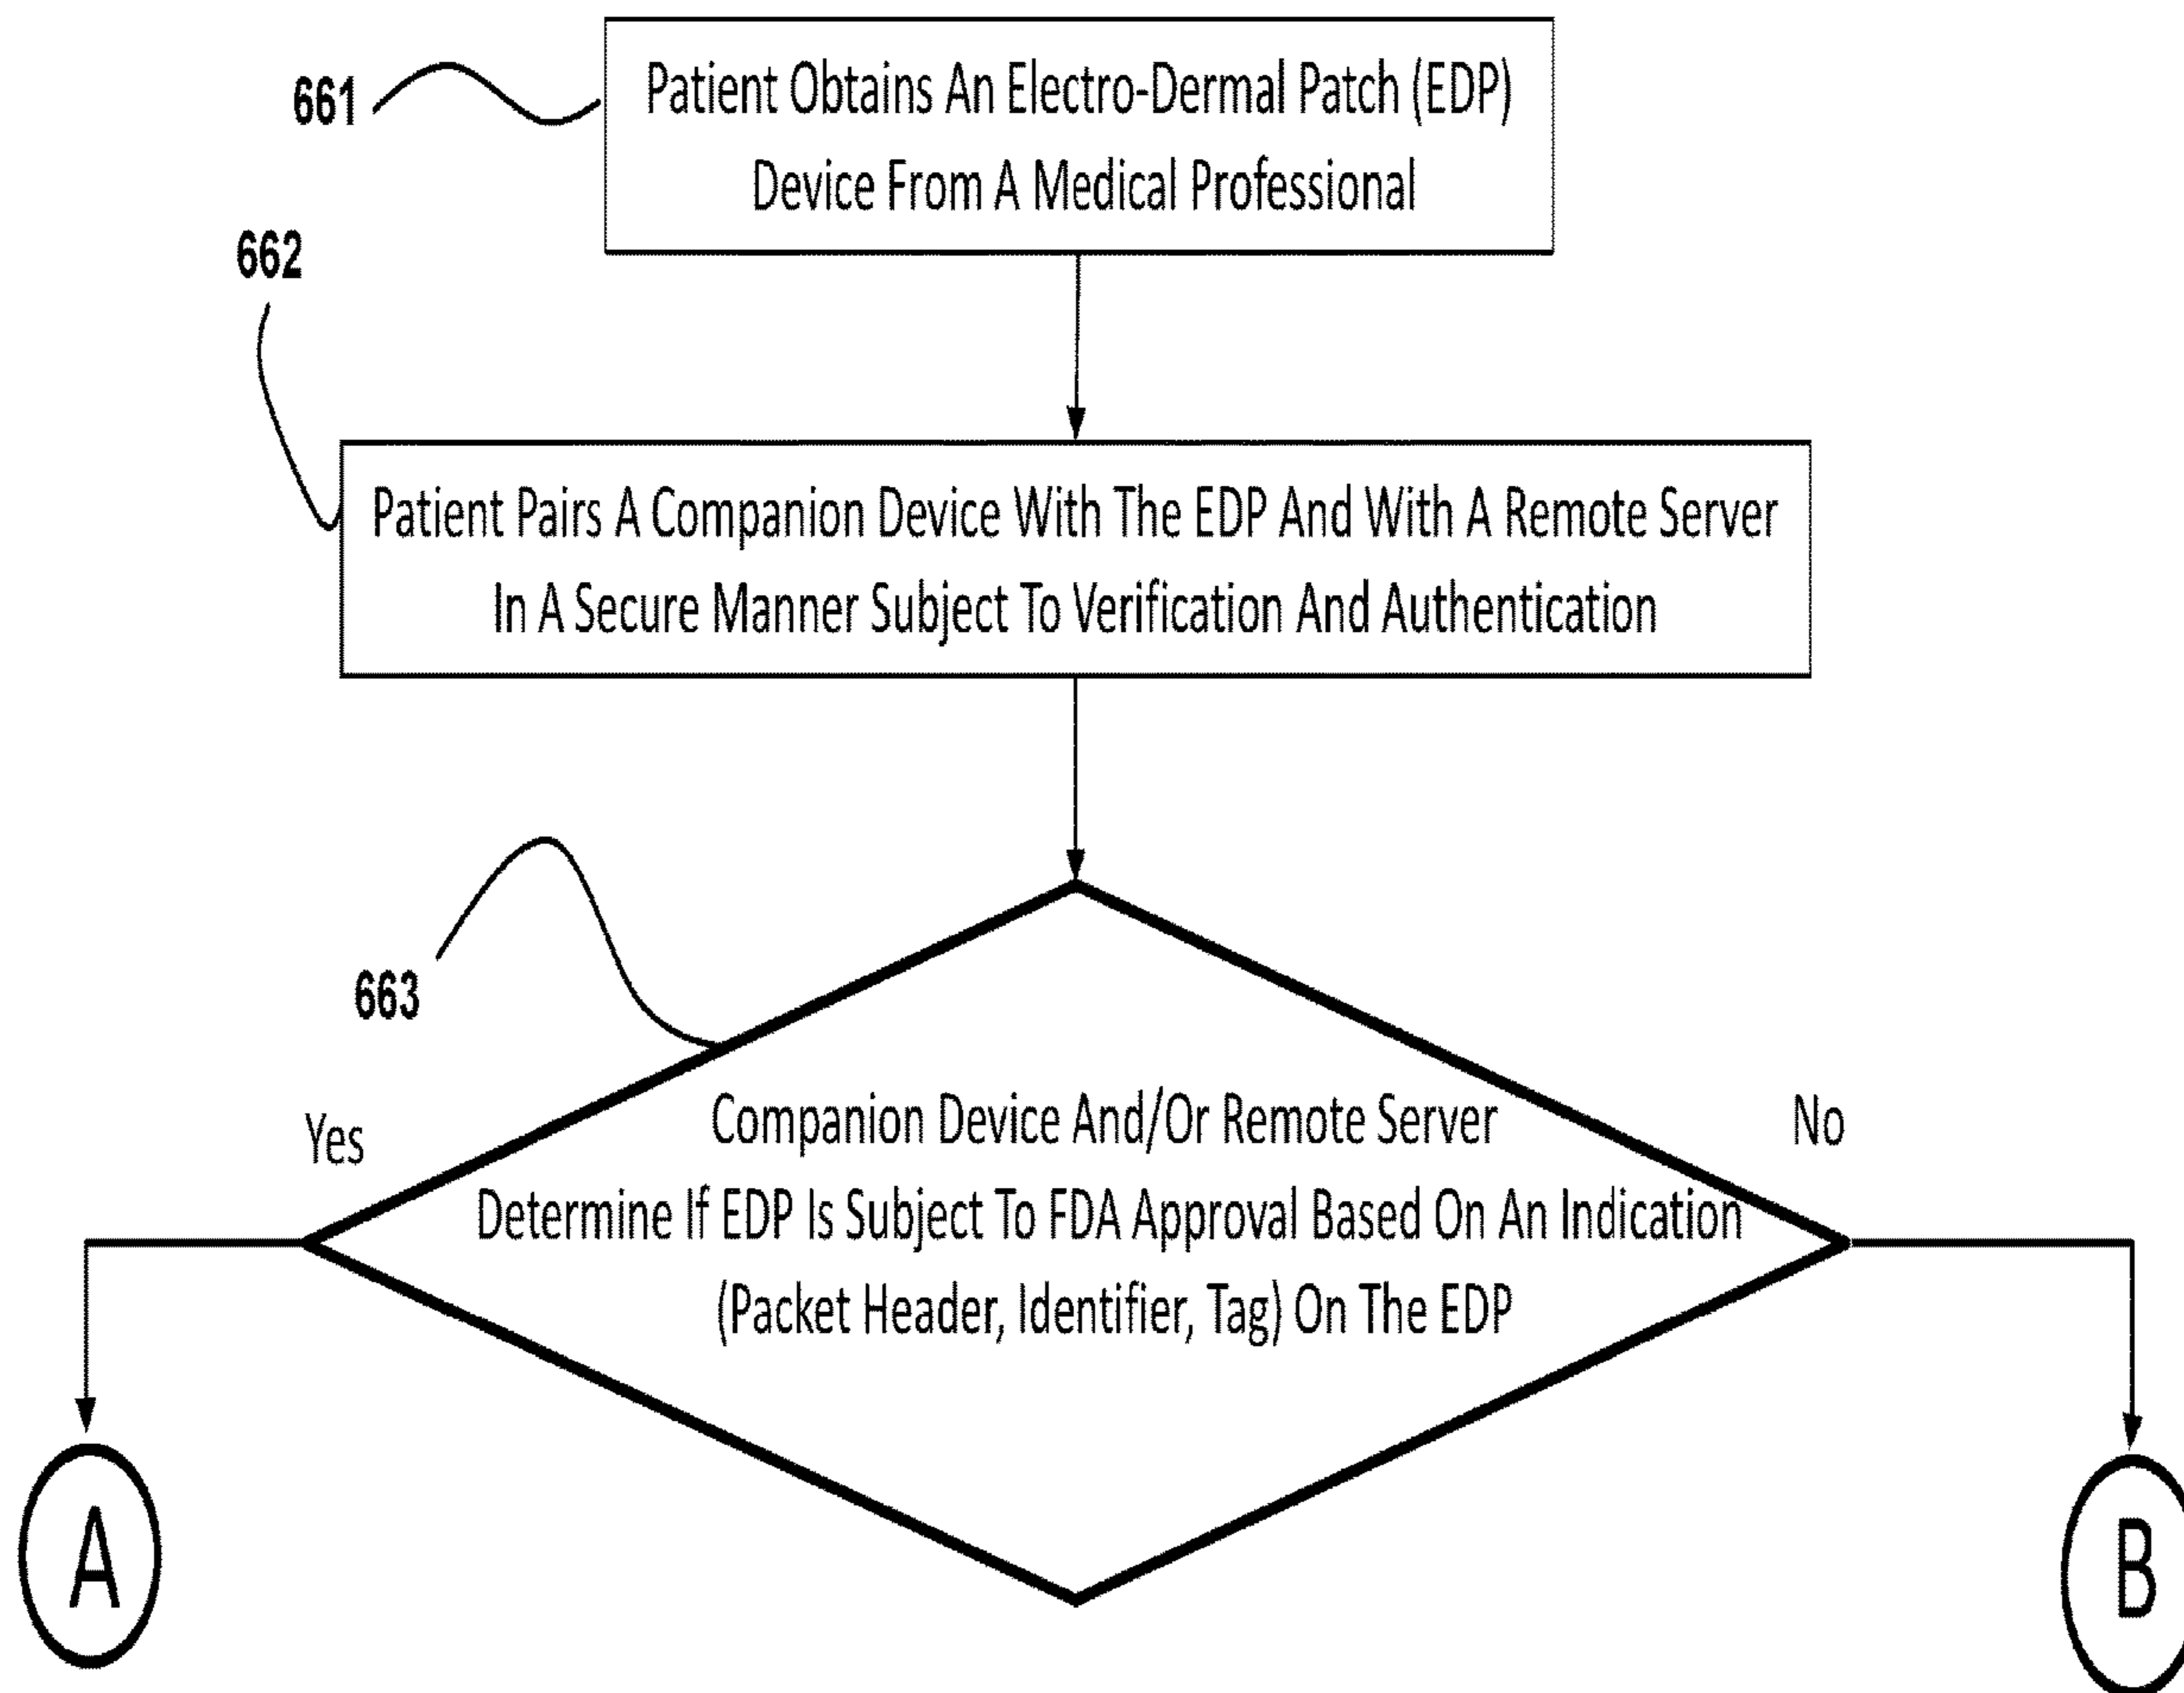 661
Patient Obtains An Electro-Dermal Patch (EDP)
Device From A Medical Professional
662
Patient Pairs A Companion Device With The EDP And With A Remote Server
In A Secure Manner Subject To Verification And Authentication
663
Yes
No
Companion Device And/Or Remote Server
Determine If EDP Is Subject To FDA Approval Based On An Indication
(Packet Header, Identifier, Tag) On The EDP
A
B